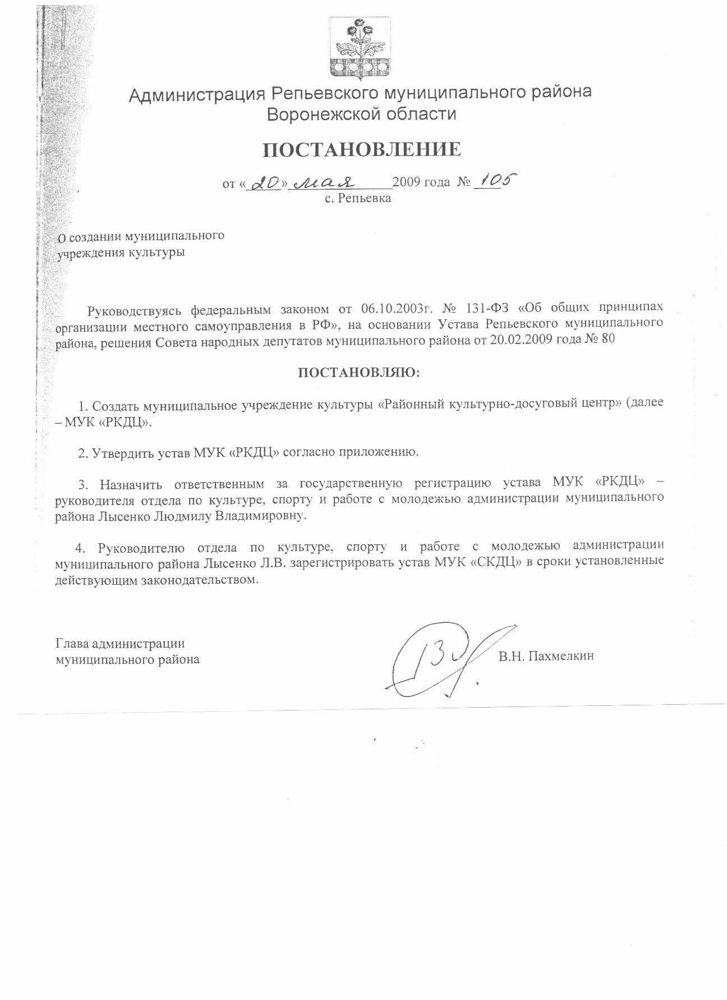 Администрация Репьевского муниципального района
Воронежской области
ПОСТАНОВЛЕНИЕ
от «20» мая 2009 года № 105
с. Репьевка
О создании муниципального
учреждения культуры
Руководствуясь федеральным законом от 06.10.2003г. № 131-ФЗ «Об общих принципах
организации местного самоуправления в РФ», на основании Устава Репьевского муниципального
района, решения Совета народных депутатов муниципального района от 20.02.2009 года № 80
ПОСТАНОВЛЯЮ:
1. Создать муниципальное учреждение культуры «Районный культурно-досуговый центр» (далее
– МУК «РКДЦ».
2. Утвердить устав МУК «РКДЦ» согласно приложению.
3. Назначить ответственным за государственную регистрацию устава МУК «РКДЦ» –
руководителя отдела по культуре, спорту и работе с молодежью администрации муниципального
района Лысенко Людмилу Владимировну.
4. Руководителю отдела по культуре, спорту и работе с молодежью администрации
муниципального района Лысенко Л.В. зарегистрировать устав МУК «СКДЦ» в сроки установленные
действующим законодательством.
Глава администрации
муниципального района
В.Н. Пахмелкин